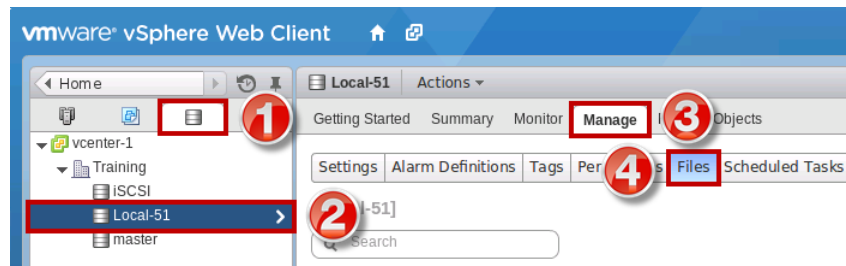 vmware® vSphere Web Client
Home
Local-51 Actions
1
3
Getting Started Summary Monitor Manage Objects
vcenter-1
Training
4
Settings Alarm Definitions Tags Files Scheduled Tasks
iSCSI
Local-51
2
-51]
master
Search